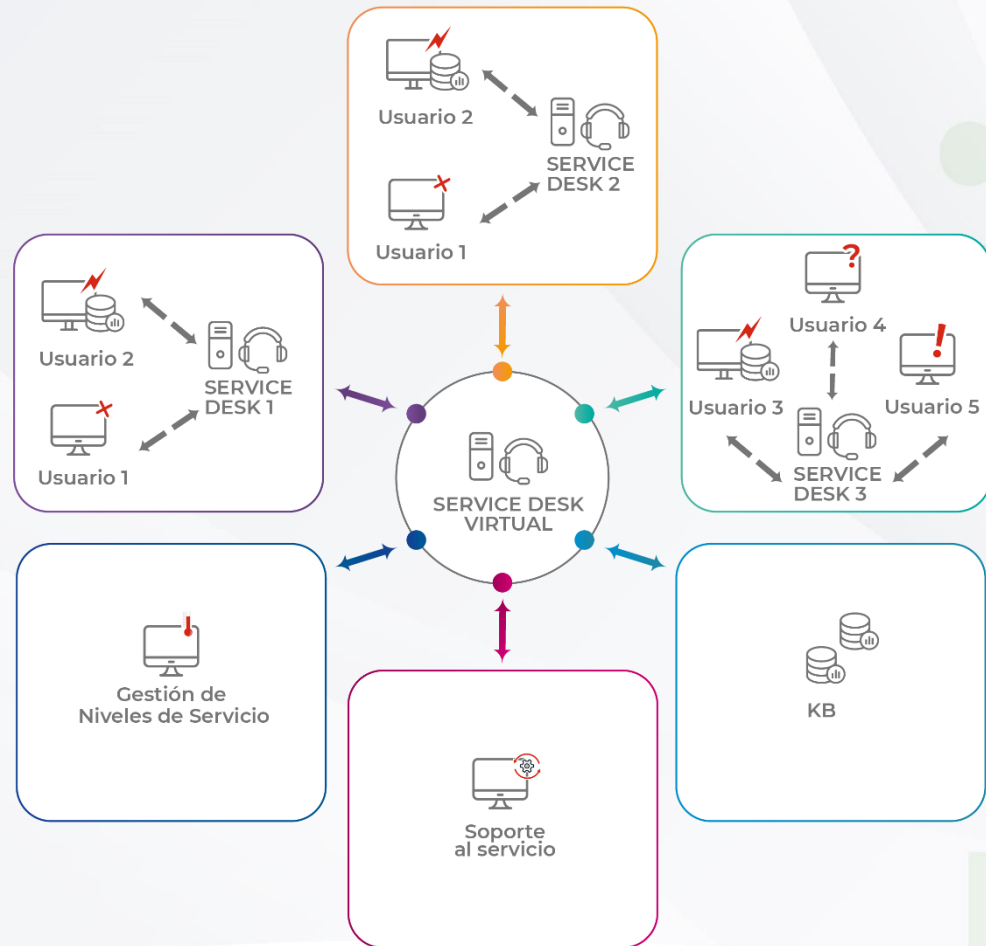 Usuario 2
SERVICE
DESK 2
Usuario 1
Usuario 2
SERVICE
DESK 1
Usuario 1
Usuario 4
Usuario 3
Usuario 5
SERVICE
DESK 3
SERVICE DESK
VIRTUAL
Gestión de
Niveles de Servicio
Soporte
al servicio
KB